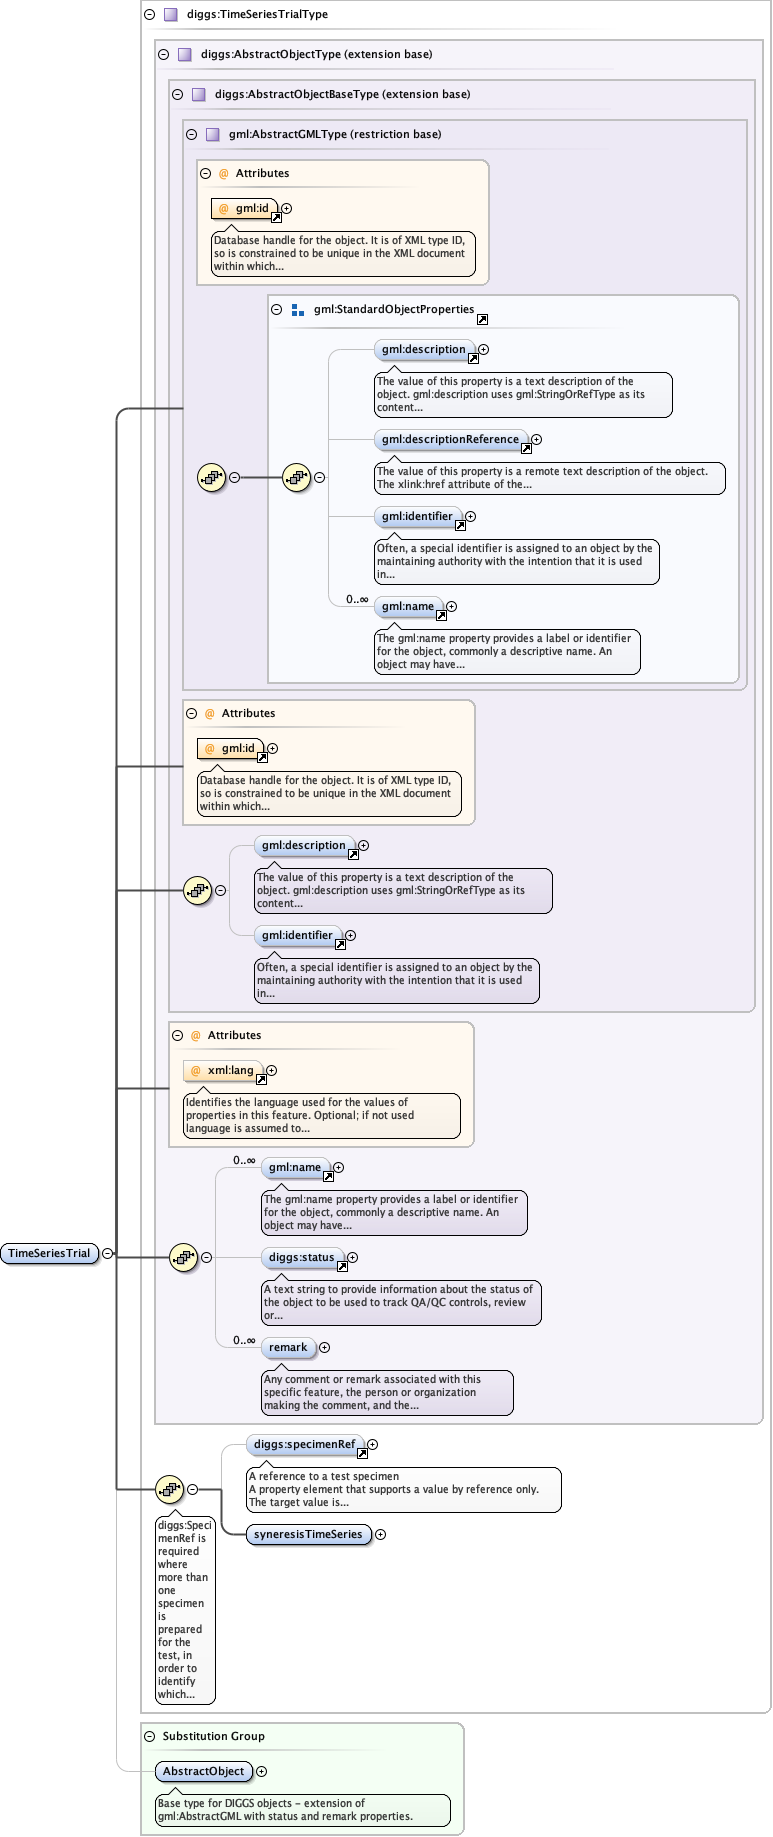 diggs:TimeSeriesTrialType
diggs:AbstractObjectType (extension base)
diggs:AbstractObjectBaseType (extension base)
gml:AbstractGMLType (restriction base)
@ Attributes
@ gml:id
Database handle for the object. It is of XML type ID,
so is constrained to be unique in the XML document
within which...
gml:StandardObjectProperties
gml:description
The value of this property is a text description of the
object. gml:description uses gml:StringOrRefType as its
content...
gml:descriptionReference
The value of this property is a remote text description of the object.
The xlink:href attribute of the...
gml:identifier
Often, a special identifier is assigned to an object by the
maintaining authority with the intention that it is used
in...
0..∞
gml:name
The gml:name property provides a label or identifier
for the object, commonly a descriptive name. An
object may have...
@ Attributes
@ gml:id
Database handle for the object. It is of XML type ID,
so is constrained to be unique in the XML document
within which...
gml:description
The value of this property is a text description of the
object. gml:description uses gml:StringOrRefType as its
content...
gml:identifier
Often, a special identifier is assigned to an object by the
maintaining authority with the intention that it is used
in...
@ Attributes
@ xml:lang
Identifies the language used for the values of
properties in this feature. Optional; if not used
language is assumed to...
0..∞
gml:name
The gml:name property provides a label or identifier
for the object, commonly a descriptive name. An
object may have...
TimeSeriesTrial
diggs:status
A text string to provide information about the status of
the object to be used to track QA/QC controls, review
or...
0..∞
remark
Any comment or remark associated with this
specific feature, the person or organization
making the comment, and the...
diggs:specimenRef
A reference to a test specimen
A property element that supports a value by reference only.
The target value is...
syneresisTimeSeries
diggs:Speci
menRef is
required
where
more than
one
specimen
is
prepared
for the
test, in
order to
identify
which...
Substitution Group
AbstractObject
Base type for DIGGS objects – extension of
gml:AbstractGML with status and remark properties.